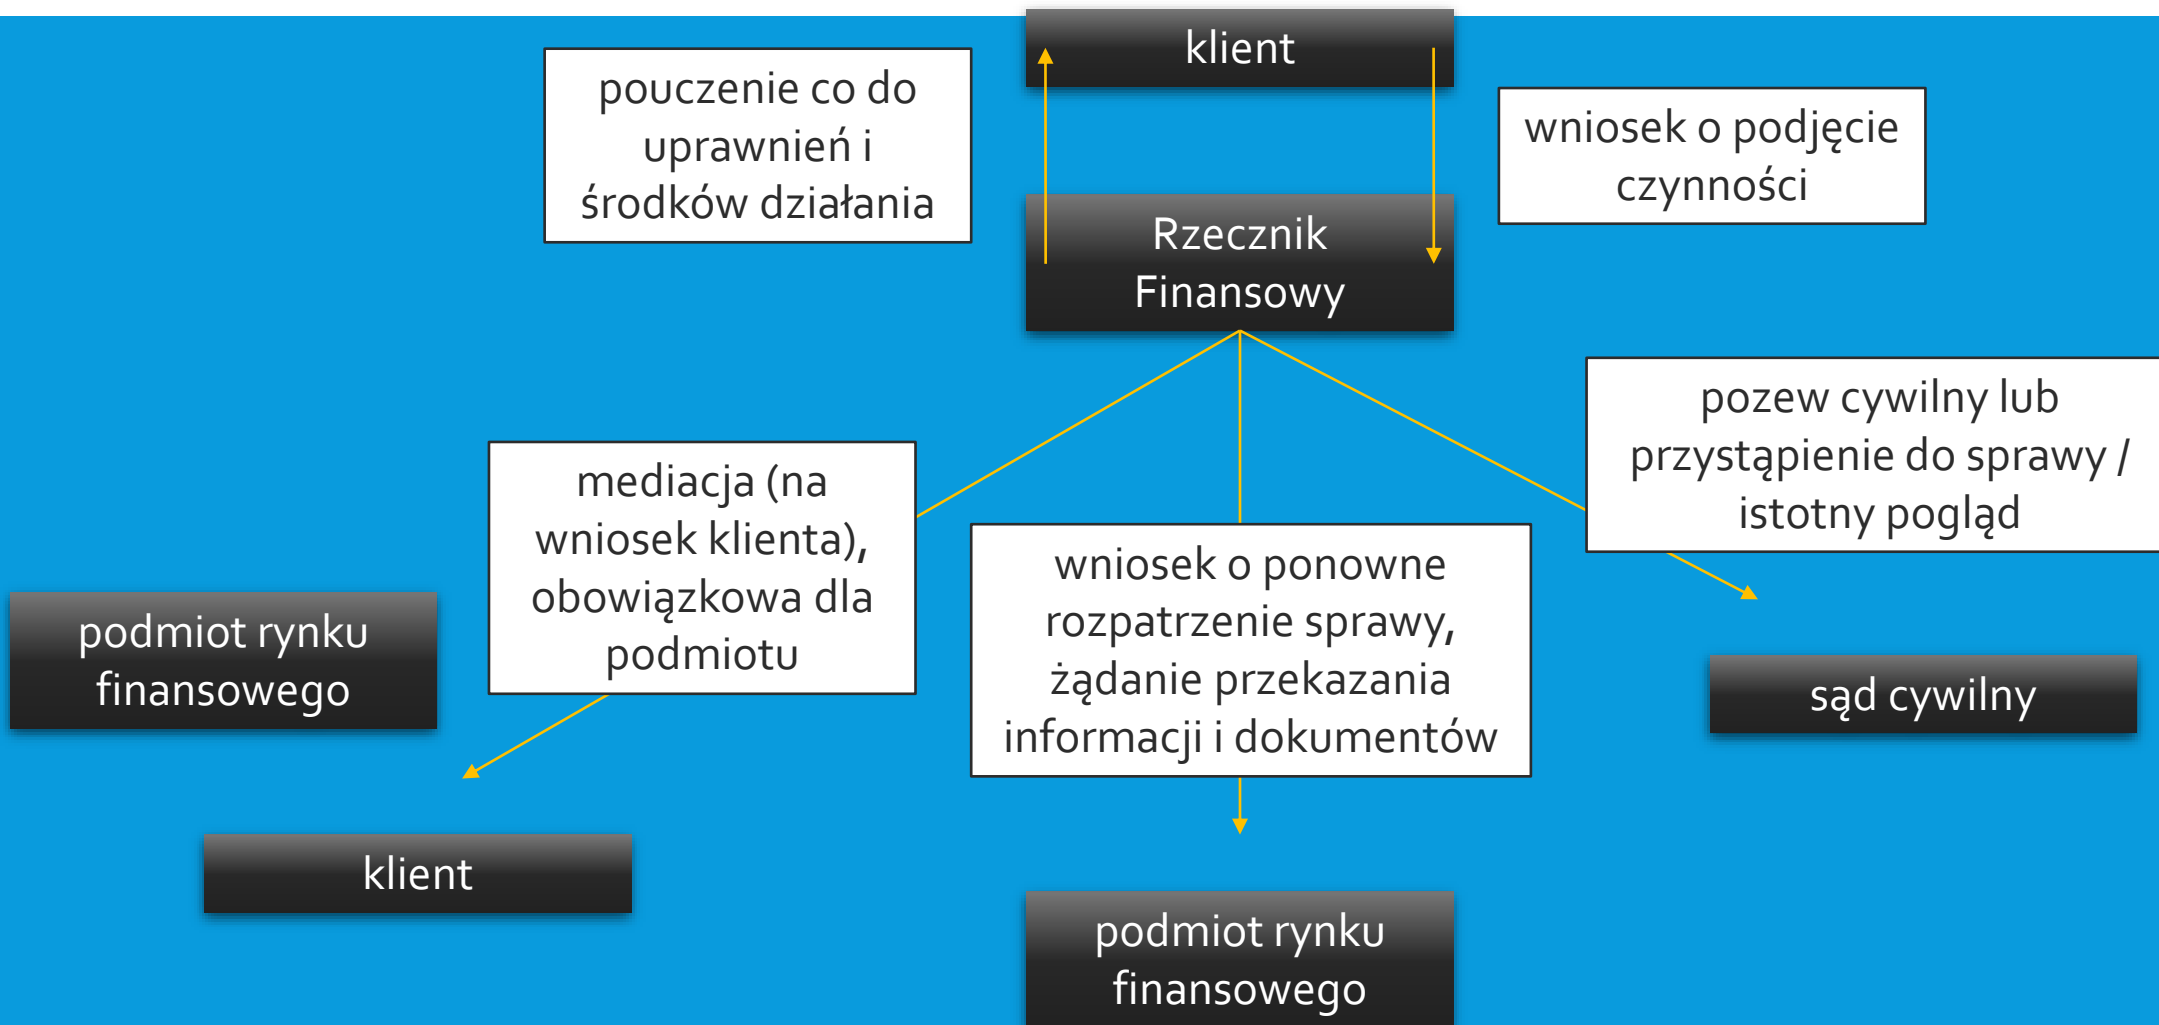 klient
pouczenie co do
uprawnień i
środków działania
wniosek o podjęcie
czynności
Rzecznik
Finansowy
pozew cywilny lub
przystąpienie do sprawy /
istotny pogląd
mediacja (na
wniosek klienta),
obowiązkowa dla
podmiotu
wniosek o ponowne
rozpatrzenie sprawy,
żądanie przekazania
informacji i dokumentów
podmiot rynku
finansowego
sąd cywilny
klient
podmiot rynku
finansowego